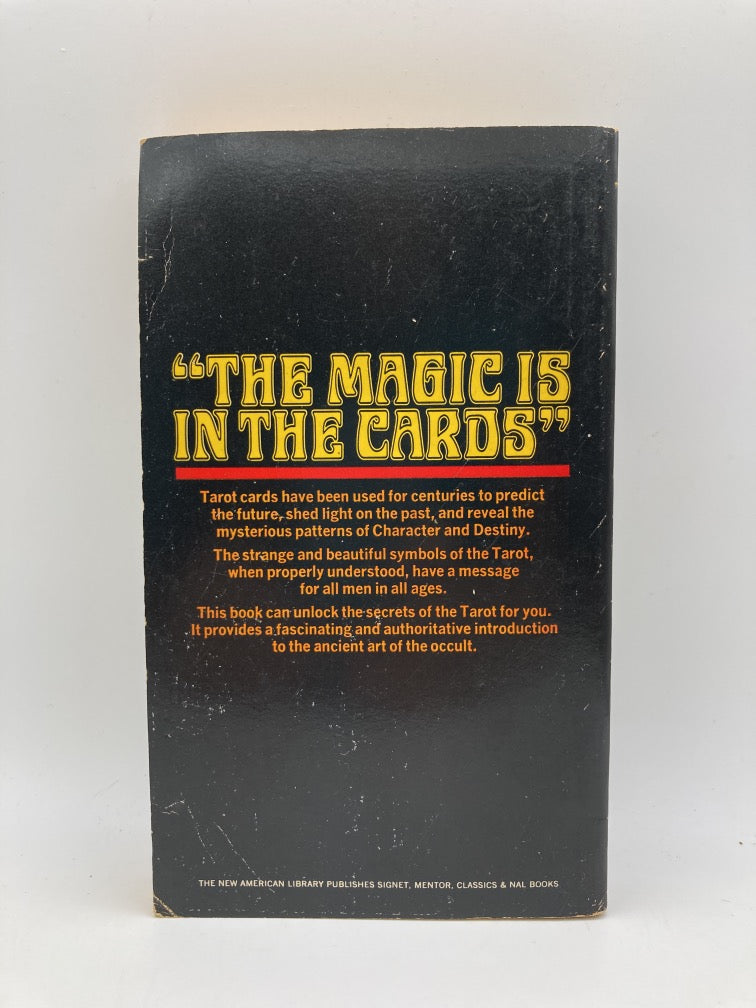 “THE MAGIC IS
IN THE CARDS”
Tarot cards have been used for centuries to predict
the future, shed light on the past, and reveal the
mysterious patterns of Character and Destiny.
The strange and beautiful symbols of the Tarot,
when properly understood, have a message
for all men in all ages.
This book can unlock the secrets of the Tarot for you.
It provides a fascinating and authoritative introduction
to the ancient art of the occult.
THE NEW AMERICAN LIBRARY PUBLISHES SIGNET, MENTOR, CLASSICS & NAL BOOKS